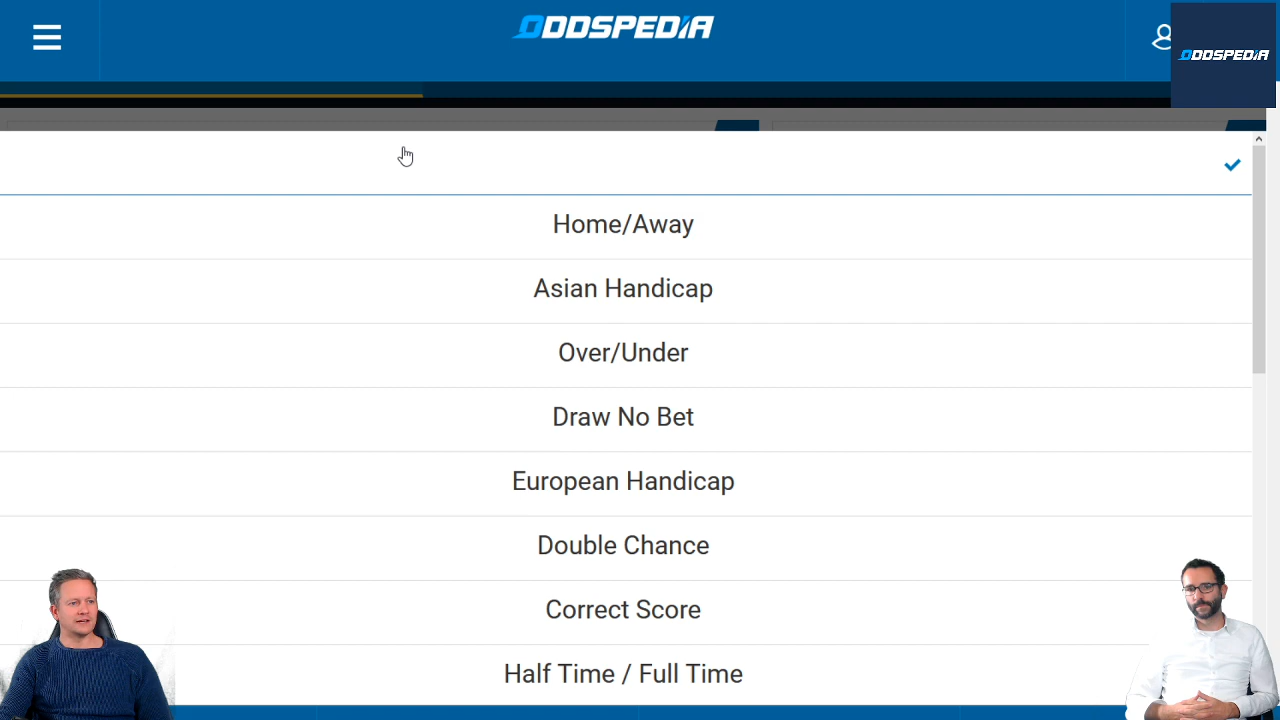 ODDSPEDIA
ODDSPEDIA
Home/Away
Asian Handicap
Over/Under
Draw No Bet
European Handicap
Double Chance
Correct Score
Half Time / Full Time